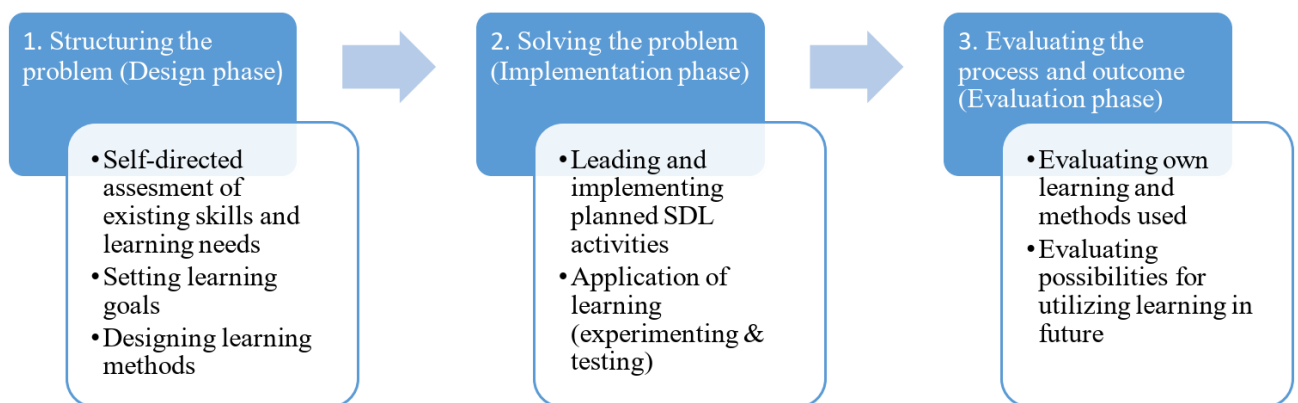 1. Structuring the
problem (Design phase)
•Self-directed
assesment of
existing skills and
learning needs
•Setting learning
goals
•Designing learning
methods
2. Solving the problem
(Implementation phase)
•Leading and
implementing
planned SDL
activities
•Application of
learning
(experimenting &
testing)
3. Evaluating the
process and outcome
(Evaluation phase)
•Evaluating own
learning and
methods used
•Evaluating
possibilities for
utilizing learning in
future